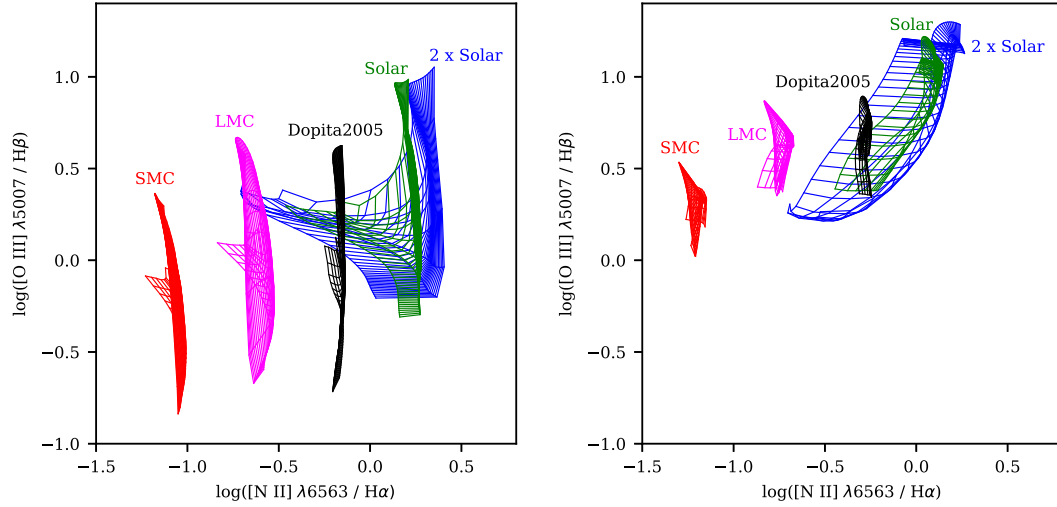 2 x Solar
Solar
LMC
Dopita2005
SMC
1.0
0.5
0.0
−0.5
−1.0
−1.5
−1.0
−0.5
0.0
0.5
log([O III] λ5007 / Hβ)
log([N II] λ6563 / Hα)
2 x Solar
Solar
Dopita2005
LMC
SMC
1.0
0.5
0.0
−0.5
−1.0
−1.5
−1.0
−0.5
0.0
0.5
log([O III] λ5007 / Hβ)
log([N II] λ6563 / Hα)